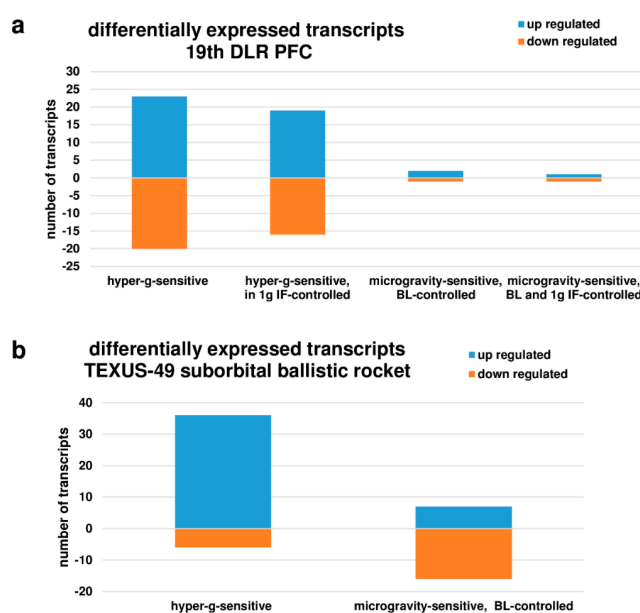 a
differentially expressed transcripts
19th DLR PFC
up regulated
down regulated
number of transcripts
30
25
20
15
10
5
0
-5
-10
-15
-20
-25
hyper-g-sensitive
hyper-g-sensitive,
in 1g IF-controlled
microgravity-sensitive,
BL-controlled
microgravity-sensitive,
BL and 1g IF-controlled
b
differentially expressed transcripts
TEXUS-49 suborbital ballistic rocket
up regulated
down regulated
number of transcripts
40
30
20
10
0
-10
-20
hyper-g-sensitive
microgravity-sensitive, BL-controlled